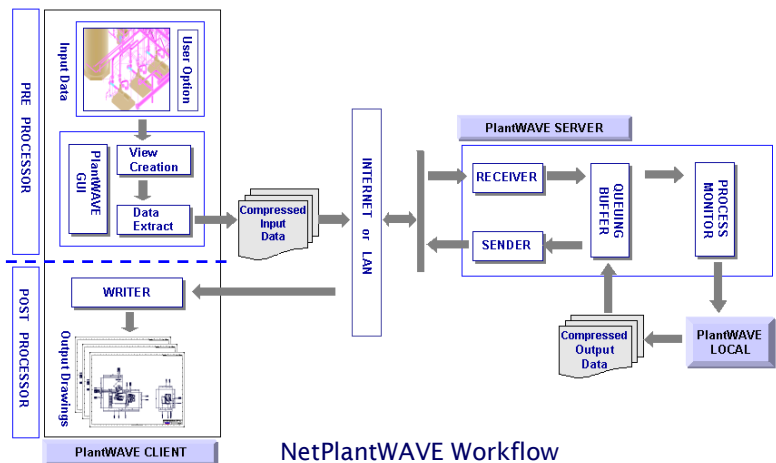 PRE PROCESSOR
Input Data
User Option
PlantWAVE
GUI
View
Creation
Data
Extract
Compressed
Input
Data
INTERNET or LAN
PlantWAVE SERVER
RECEIVER
SENDER
QUEUING
BUFFER
PROCESS
MONITOR
PlantWAVE
LOCAL
Compressed
Output
Data
POST PROCESSOR
WRITER
Output Drawings
PlantWAVE CLIENT
NetPlantWAVE Workflow